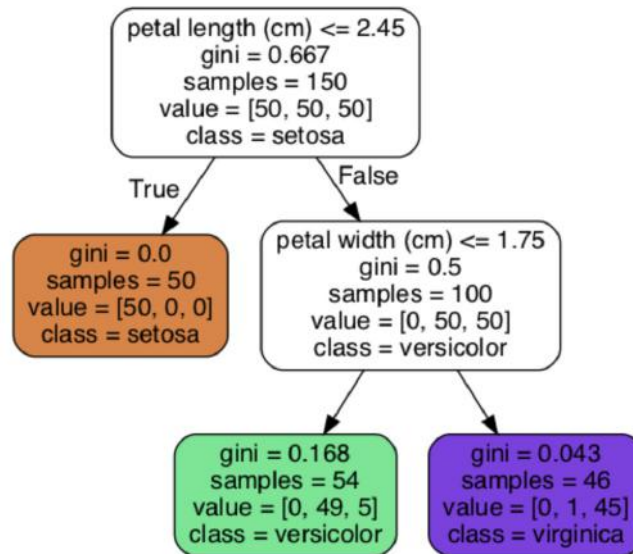 petal length (cm) <= 2.45
gini = 0.667
samples = 150
value = [50, 50, 50]
class = setosa
True
False
gini = 0.0
samples = 50
value = [50, 0, 0]
class = setosa
petal width (cm) <= 1.75
gini = 0.5
samples = 100
value = [0, 50, 50]
class = versicolor
gini = 0.168
samples = 54
value = [0, 49, 5]
class = versicolor
gini = 0.043
samples = 46
value = [0, 1, 45]
class = virginica